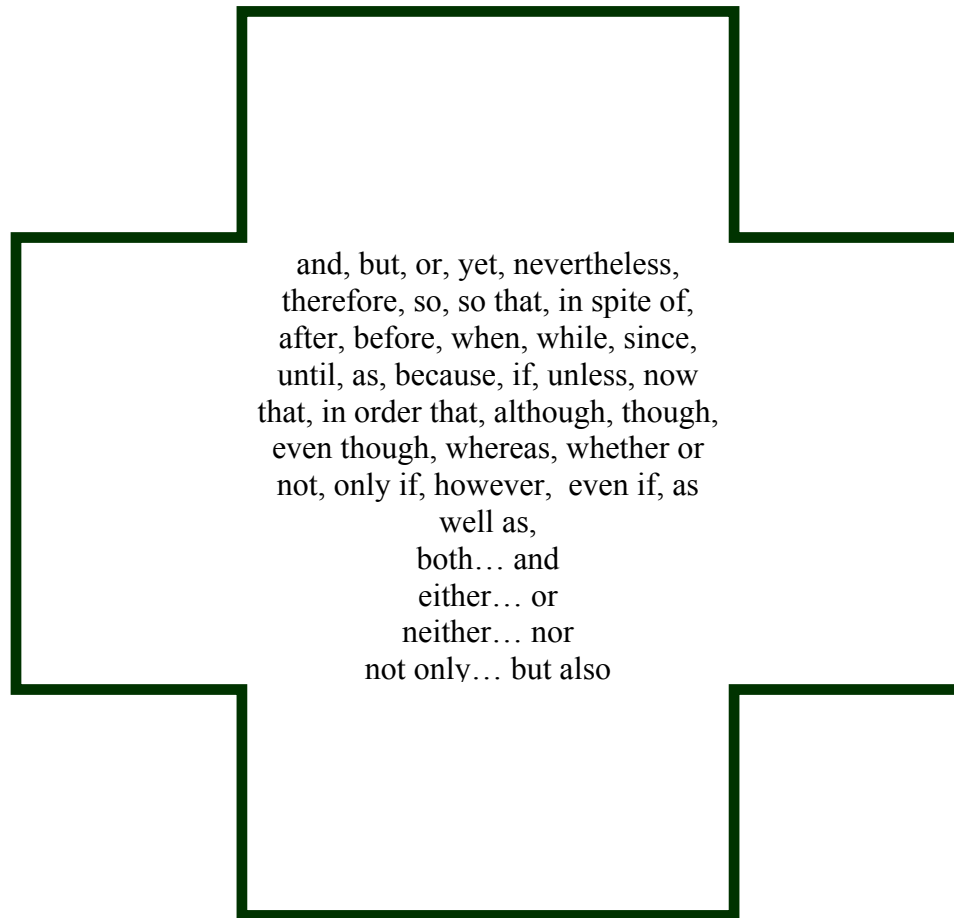 and, but, or, yet, nevertheless,
therefore, so, so that, in spite of,
after, before, when, while, since,
until, as, because, if, unless, now
that, in order that, although, though,
even though, whereas, whether or
not, only if, however,  even if, as
well as,
both… and
either… or
neither… nor
not only… but also